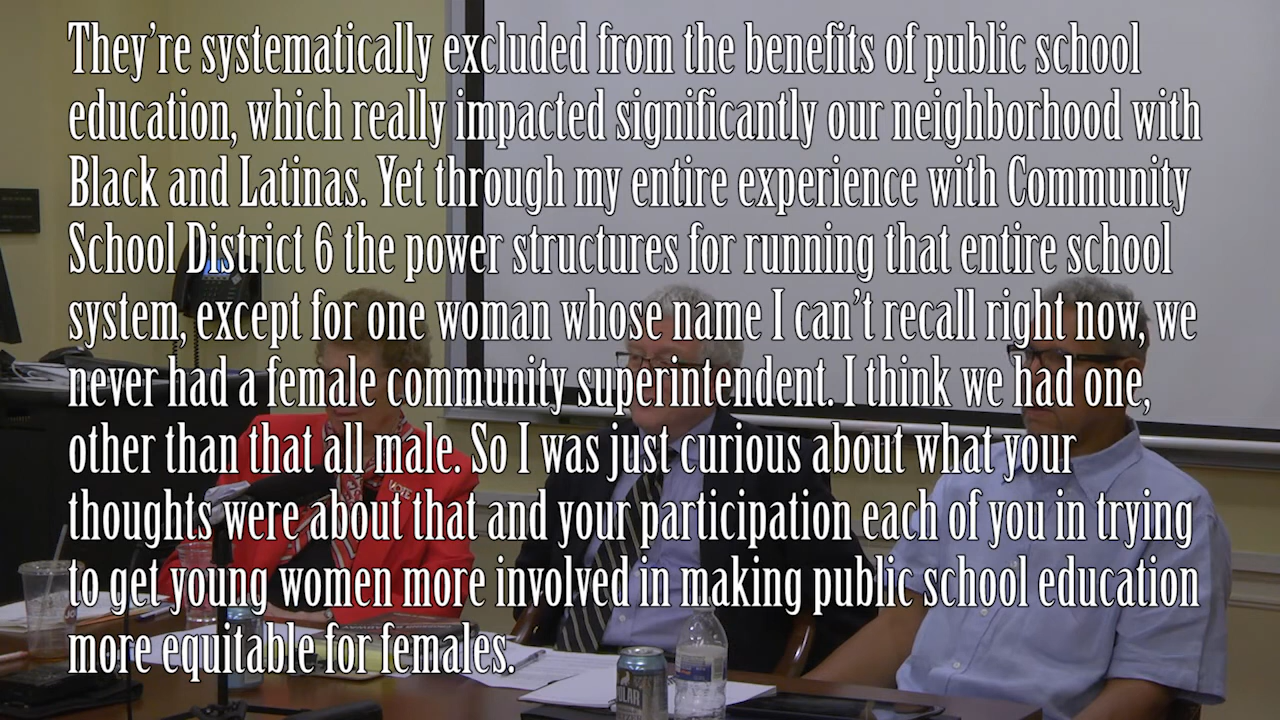 They’re systematically excluded from the benefits of public school
education, which really impacted significantly our neighborhood with
Black and Latinas. Yet through my entire experience with Community
School District 6 the power structures for running that entire school
system, except for one woman whose name I can’t recall right now, we
never had a female community superintendent. I think we had one,
other than that all male. So I was just curious about what your
thoughts were about that and your participation each of you in trying
to get young women more involved in making public school education
more equitable for females.
VOTE
POLAR